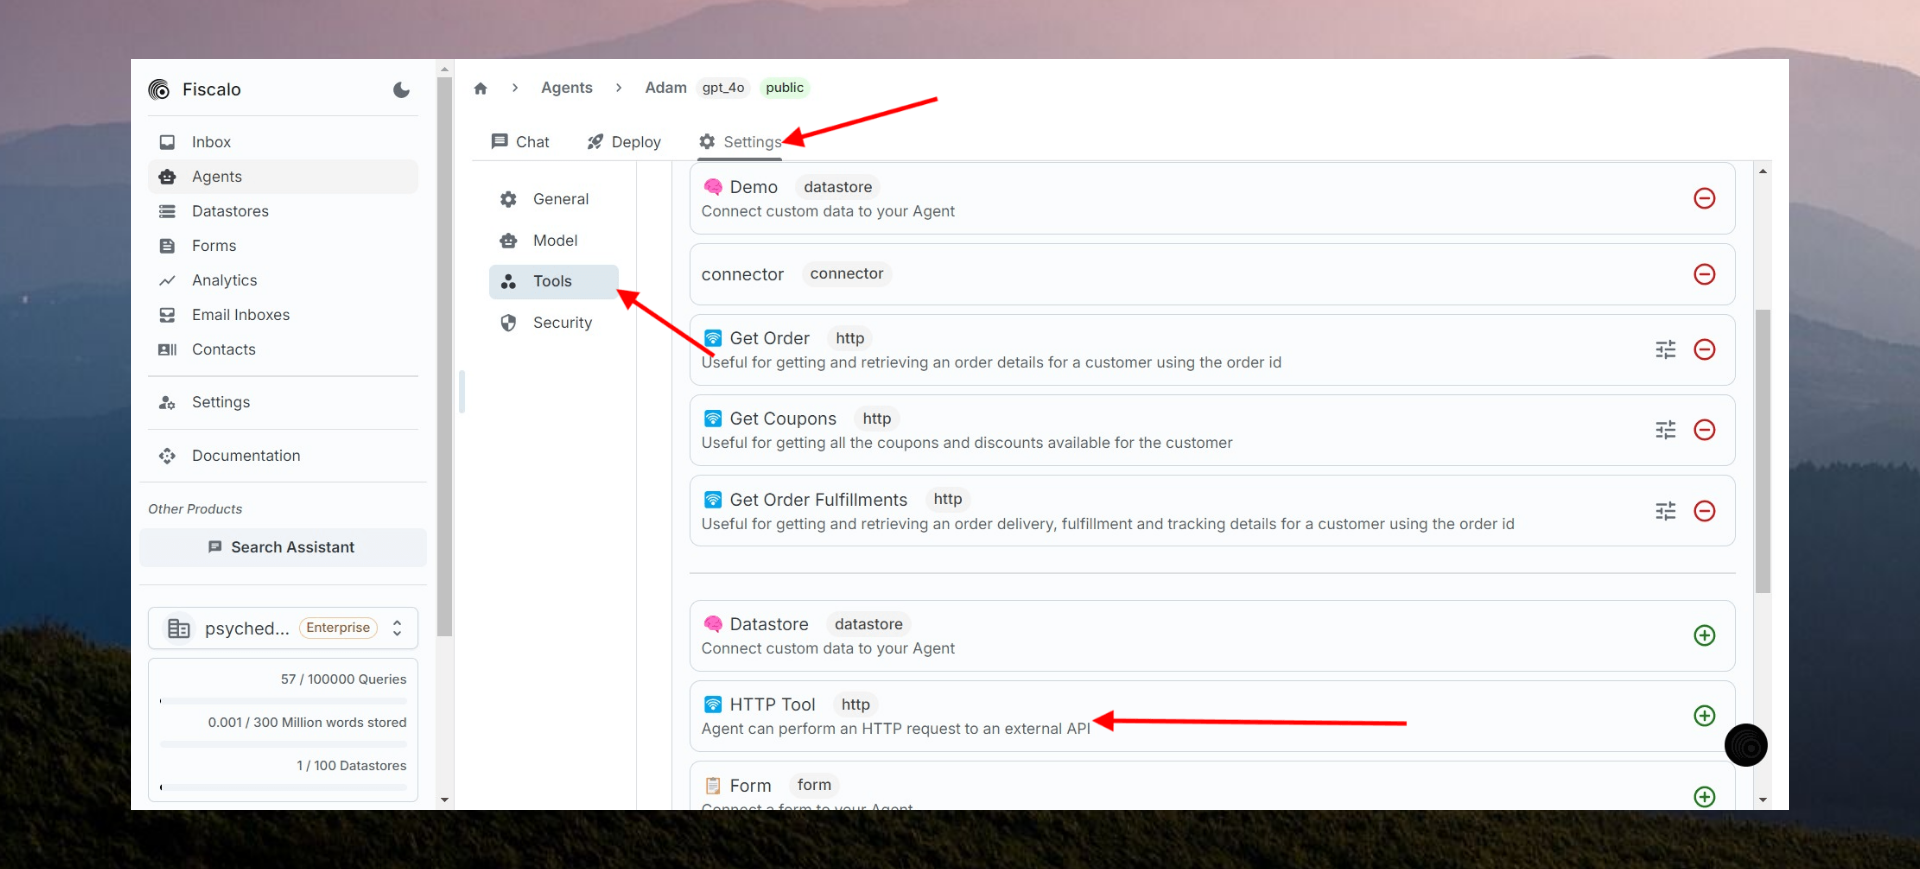 Fiscalo
Inbox
Agents
Datastores
Forms
Analytics
Email Inboxes
Contacts
Settings
Documentation
Other Products
Search Assistant
psyched... Enterprise
57 / 100000 Queries
0.001 / 300 Million words stored
1 / 100 Datastores
Agents Adam gpt_4o public
Chat Deploy Settings
General
Model
Tools
Security
Demo datastore
Connect custom data to your Agent
connector connector
Get Order http
Useful for getting and retrieving an order details for a customer using the order id
Get Coupons http
Useful for getting all the coupons and discounts available for the customer
Get Order Fulfillments http
Useful for getting and retrieving an order delivery, fulfillment and tracking details for a customer using the order id
Datastore datastore
Connect custom data to your Agent
HTTP Tool http
Agent can perform an HTTP request to an external API
Form form
Connect a form to your Agent